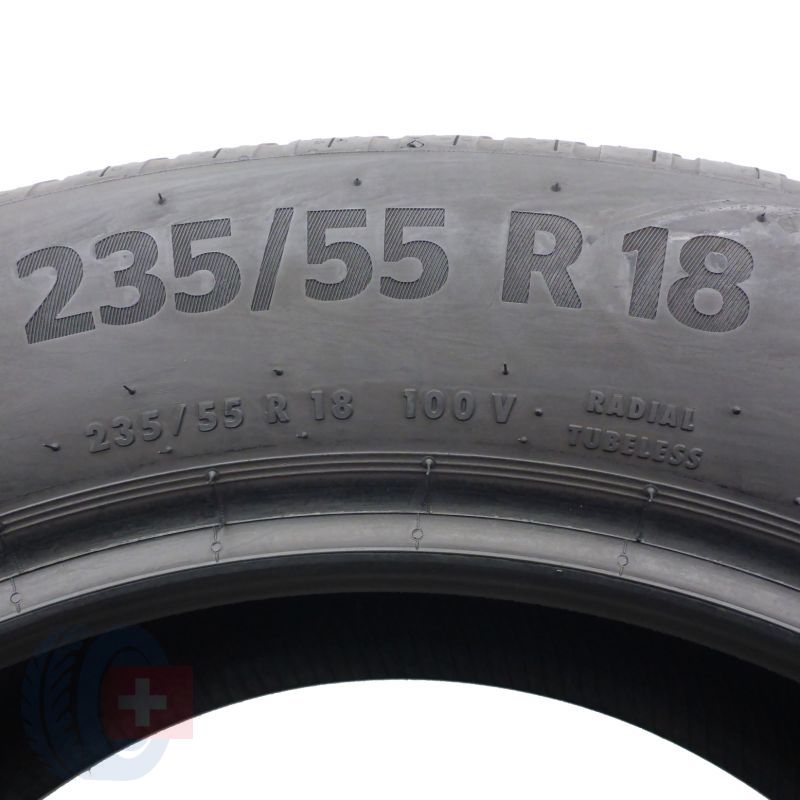 235/55 R 18
235/55 R 18 100 V
RADIAL
TUBELESS